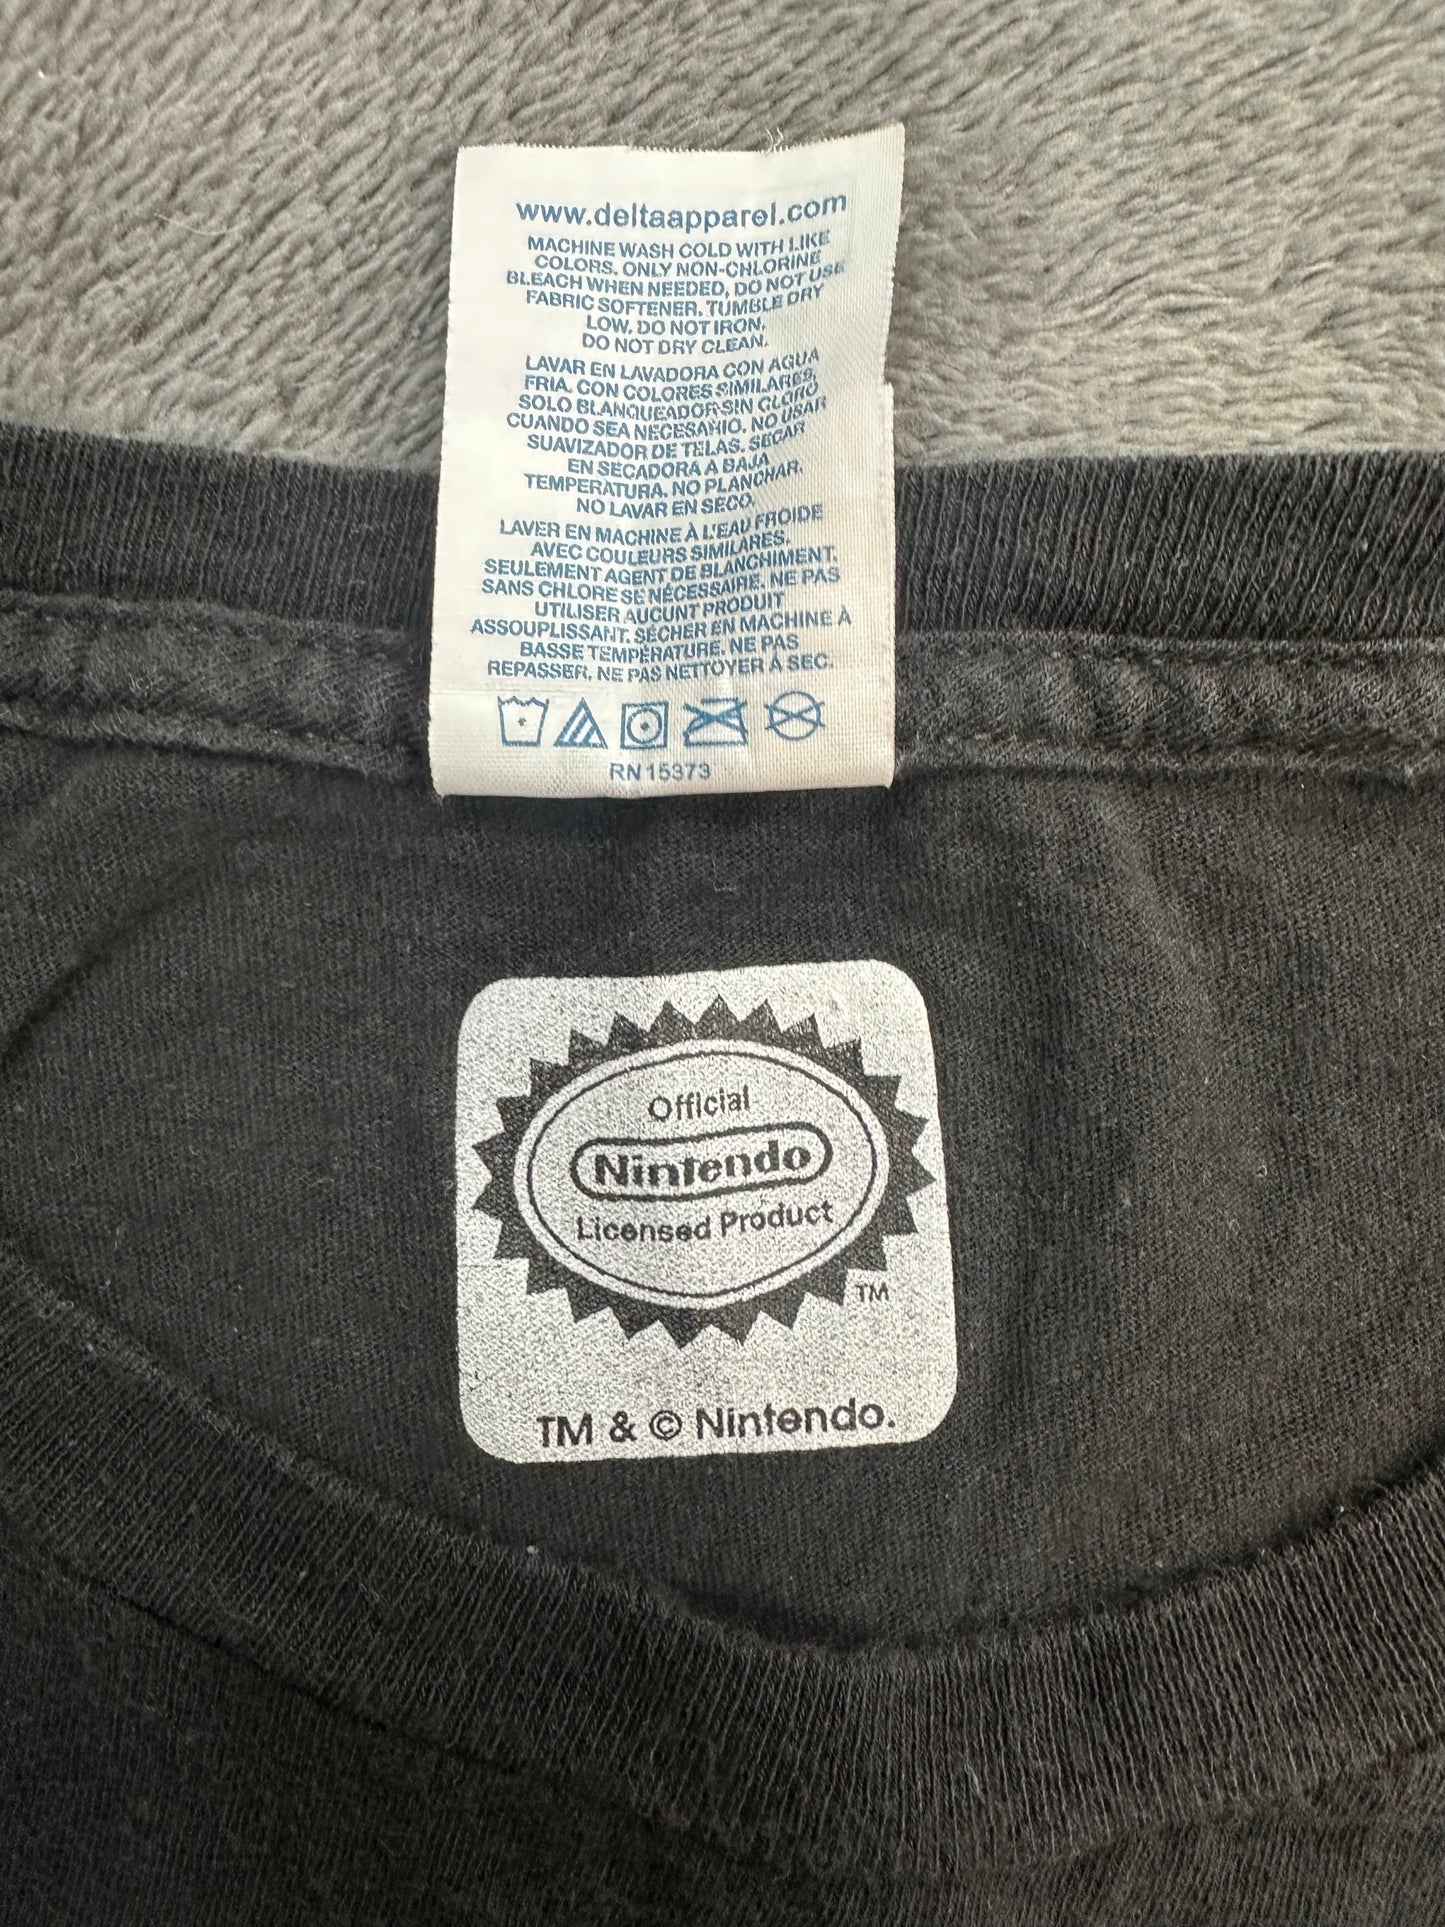 www.deltaapparel.com
MACHINE WASH COLD WITH LIKE
COLORS. ONLY NON-CHLORINE
BLEACH WHEN NEEDED, DO NOT USE
FABRIC SOFTENER. TUMBLE DRY
LOW. DO NOT IRON.
DO NOT DRY CLEAN.
LAVAR EN LAVADORA CON AGUA
FRIA. CON COLORES SIMILARES,
SOLO BLANQUEADOR SIN CLORO
CUANDO SEA NECESARIO. NO USAR
SUAVIZADOR DE TELAS. SECAR
EN SECADORA A BAJA
TEMPERATURA. NO PLANCHAR.
NO LAVAR EN SECO.
LAVER EN MACHINE À L'EAU FROIDE
AVEC COULEURS SIMILARES.
SEULEMENT AGENT DE BLANCHIMENT.
SANS CHLORE SE NÉCESSAIRE. NE PAS
UTILISER AUCUNT PRODUIT
ASSOUPLISSANT. SÉCHER EN MACHINE À
BASSE TEMPÉRATURE. NE PAS
REPASSER, NE PAS NETTOYER À SEC.
RN15373
Official
Nintendo
Licensed Product
TM
TM & © Nintendo.